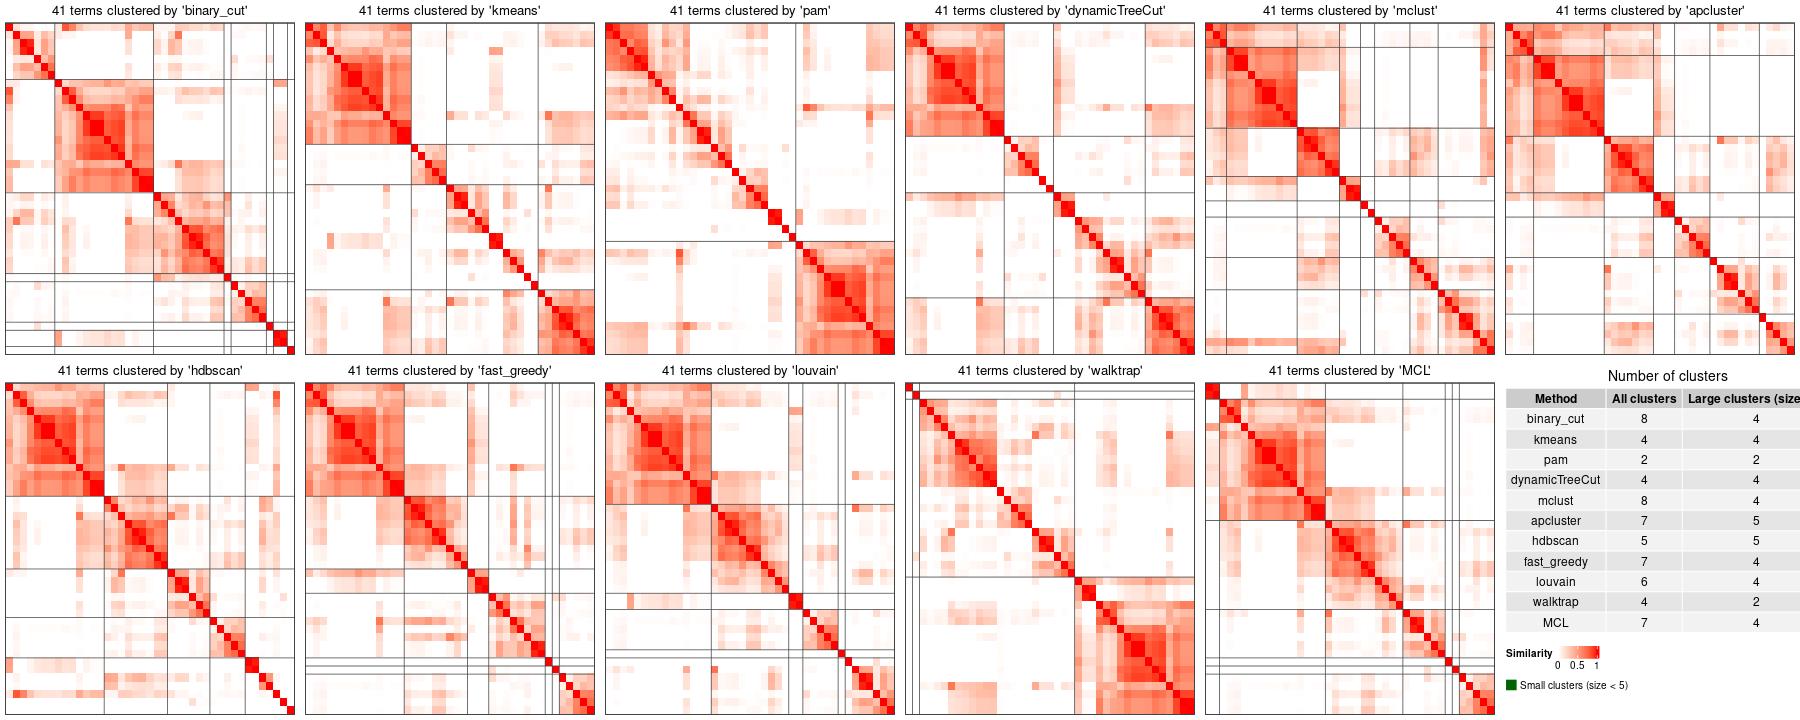 41 terms clustered by 'binary_cut'
41 terms clustered by 'kmeans'
41 terms clustered by 'pam'
41 terms clustered by 'dynamicTreeCut'
41 terms clustered by 'mclust'
41 terms clustered by 'apcluster'
41 terms clustered by 'hdbscan'
41 terms clustered by 'fast_greedy'
41 terms clustered by 'louvain'
41 terms clustered by 'walktrap'
41 terms clustered by 'MCL'
Number of clusters
Method All clusters Large clusters (size
binary_cut 8 4
kmeans 4 4
pam 2 2
dynamicTreeCut 4 4
mclust 8 4
apcluster 7 5
hdbscan 5 5
fast_greedy 7 4
louvain 6 4
walktrap 4 2
MCL 7 4
Similarity
0 0.5 1
Small clusters (size < 5)